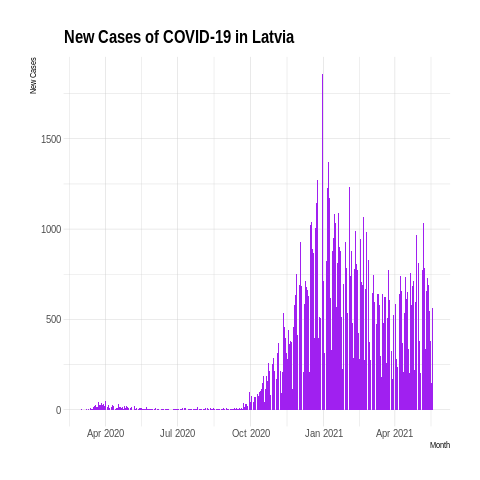 New Cases of COVID-19 in Latvia
New Cases
1500
1000
500
0
Apr 2020 Jul 2020 Oct 2020 Jan 2021 Apr 2021
Month